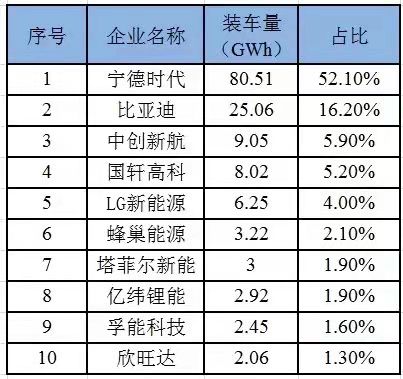 序号 企业名称 装车量（GWh） 占比
1 宁德时代 80.51 52.10%
2 比亚迪 25.06 16.20%
3 中创新航 9.05 5.90%
4 国轩高科 8.02 5.20%
5 LG新能源 6.25 4.00%
6 蜂巢能源 3.22 2.10%
7 塔菲尔新能 3 1.90%
8 亿纬锂能 2.92 1.90%
9 孚能科技 2.45 1.60%
10 欣旺达 2.06 1.30%